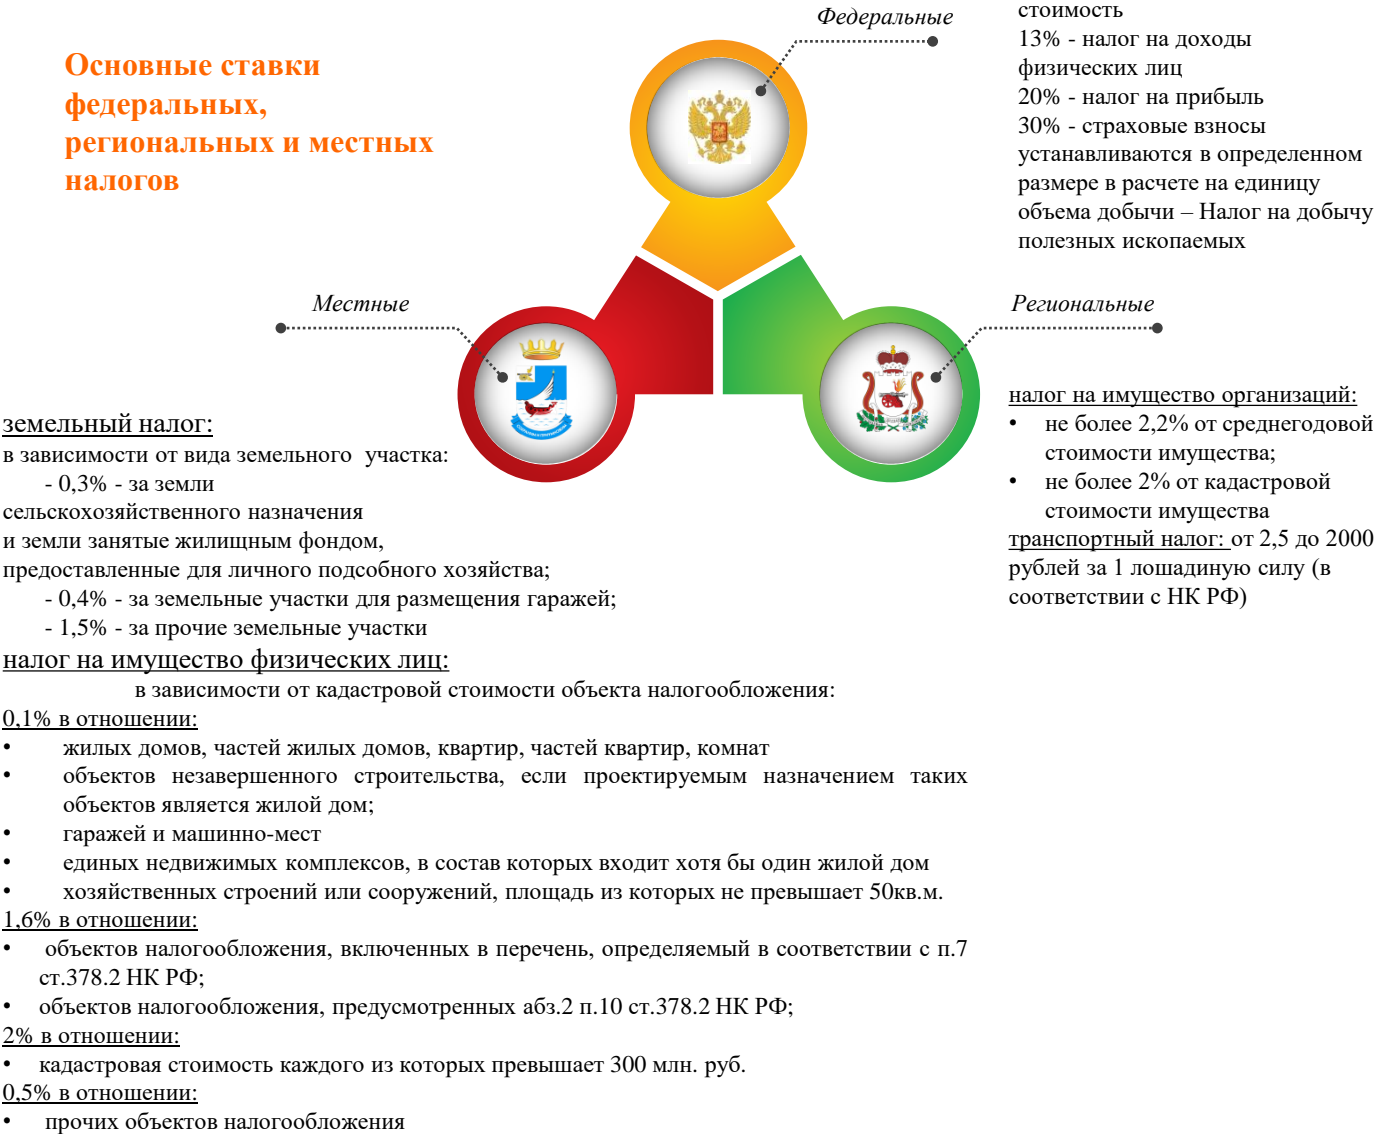 Основные ставки
федеральных,
региональных и местных
налогов
Федеральные
стоимость
13% - налог на доходы
физических лиц
20% - налог на прибыль
30% - страховые взносы
устанавливаются в определенном
размере в расчете на единицу
объема добычи – Налог на добычу
полезных ископаемых
Местные
Региональные
налог на имущество организаций:
• не более 2,2% от среднегодовой
стоимости имущества;
• не более 2% от кадастровой
стоимости имущества
транспортный налог: от 2,5 до 2000
рублей за 1 лошадиную силу (в
соответствии с НК РФ)
земельный налог:
в зависимости от вида земельного участка:
- 0,3% - за земли
сельскохозяйственного назначения
и земли занятые жилищным фондом,
предоставленные для личного подсобного хозяйства;
- 0,4% - за земельные участки для размещения гаражей;
- 1,5% - за прочие земельные участки
налог на имущество физических лиц:
в зависимости от кадастровой стоимости объекта налогообложения:
0,1% в отношении:
• жилых домов, частей жилых домов, квартир, частей квартир, комнат
• объектов незавершенного строительства, если проектируемым назначением таких
объектов является жилой дом;
• гаражей и машинно-мест
• единых недвижимых комплексов, в состав которых входит хотя бы один жилой дом
• хозяйственных строений или сооружений, площадь из которых не превышает 50кв.м.
1,6% в отношении:
• объектов налогообложения, включенных в перечень, определяемый в соответствии с п.7
ст.378.2 НК РФ;
• объектов налогообложения, предусмотренных абз.2 п.10 ст.378.2 НК РФ;
2% в отношении:
• кадастровая стоимость каждого из которых превышает 300 млн. руб.
0,5% в отношении:
• прочих объектов налогообложения